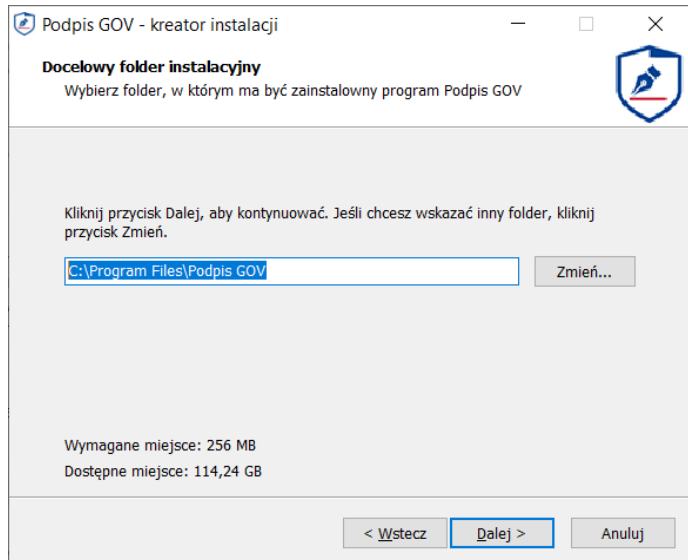 Podpis GOV - kreator instalacji
Docelowy folder instalacyjny
Wybierz folder, w którym ma być zainstalowny program Podpis GOV
Kliknij przycisk Dalej, aby kontynuować. Jeśli chcesz wskazać inny folder, kliknij
przycisk Zmień.
C:\Program Files\Podpis GOV
Zmień...
Wymagane miejsce: 256 MB
Dostępne miejsce: 114,24 GB
< Wstecz
Dalej >
Anuluj